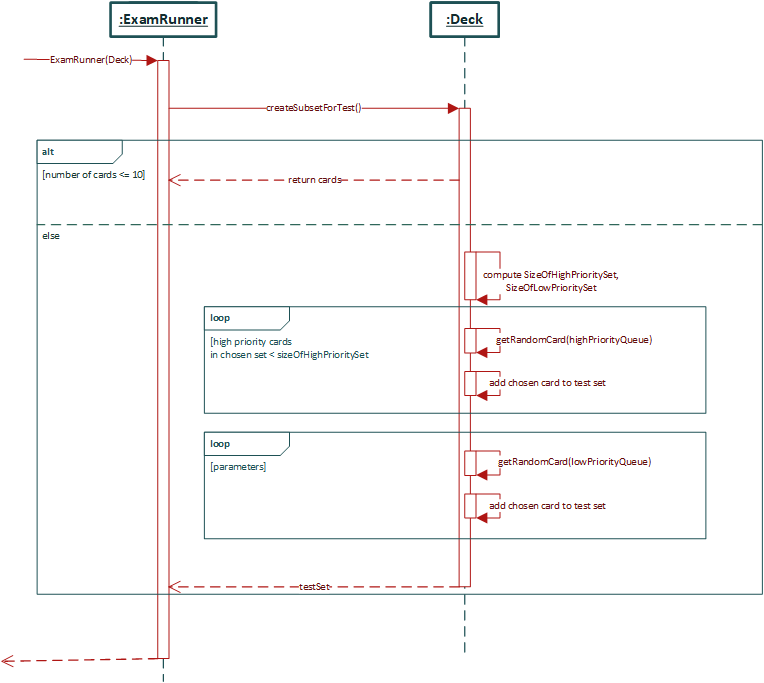 :ExamRunner
:Deck
ExamRunner(Deck)
createSubsetForTest()
alt
[number of cards <= 10]
return cards
else
compute SizeOfHighPrioritySet,
SizeOfLowPrioritySet
loop
[high priority cards
in chosen set < sizeOfHighPrioritySet
getRandomCard(highPriorityQueue)
add chosen card to test set
loop
[parameters]
getRandomCard(lowPriorityQueue)
add chosen card to test set
testSet